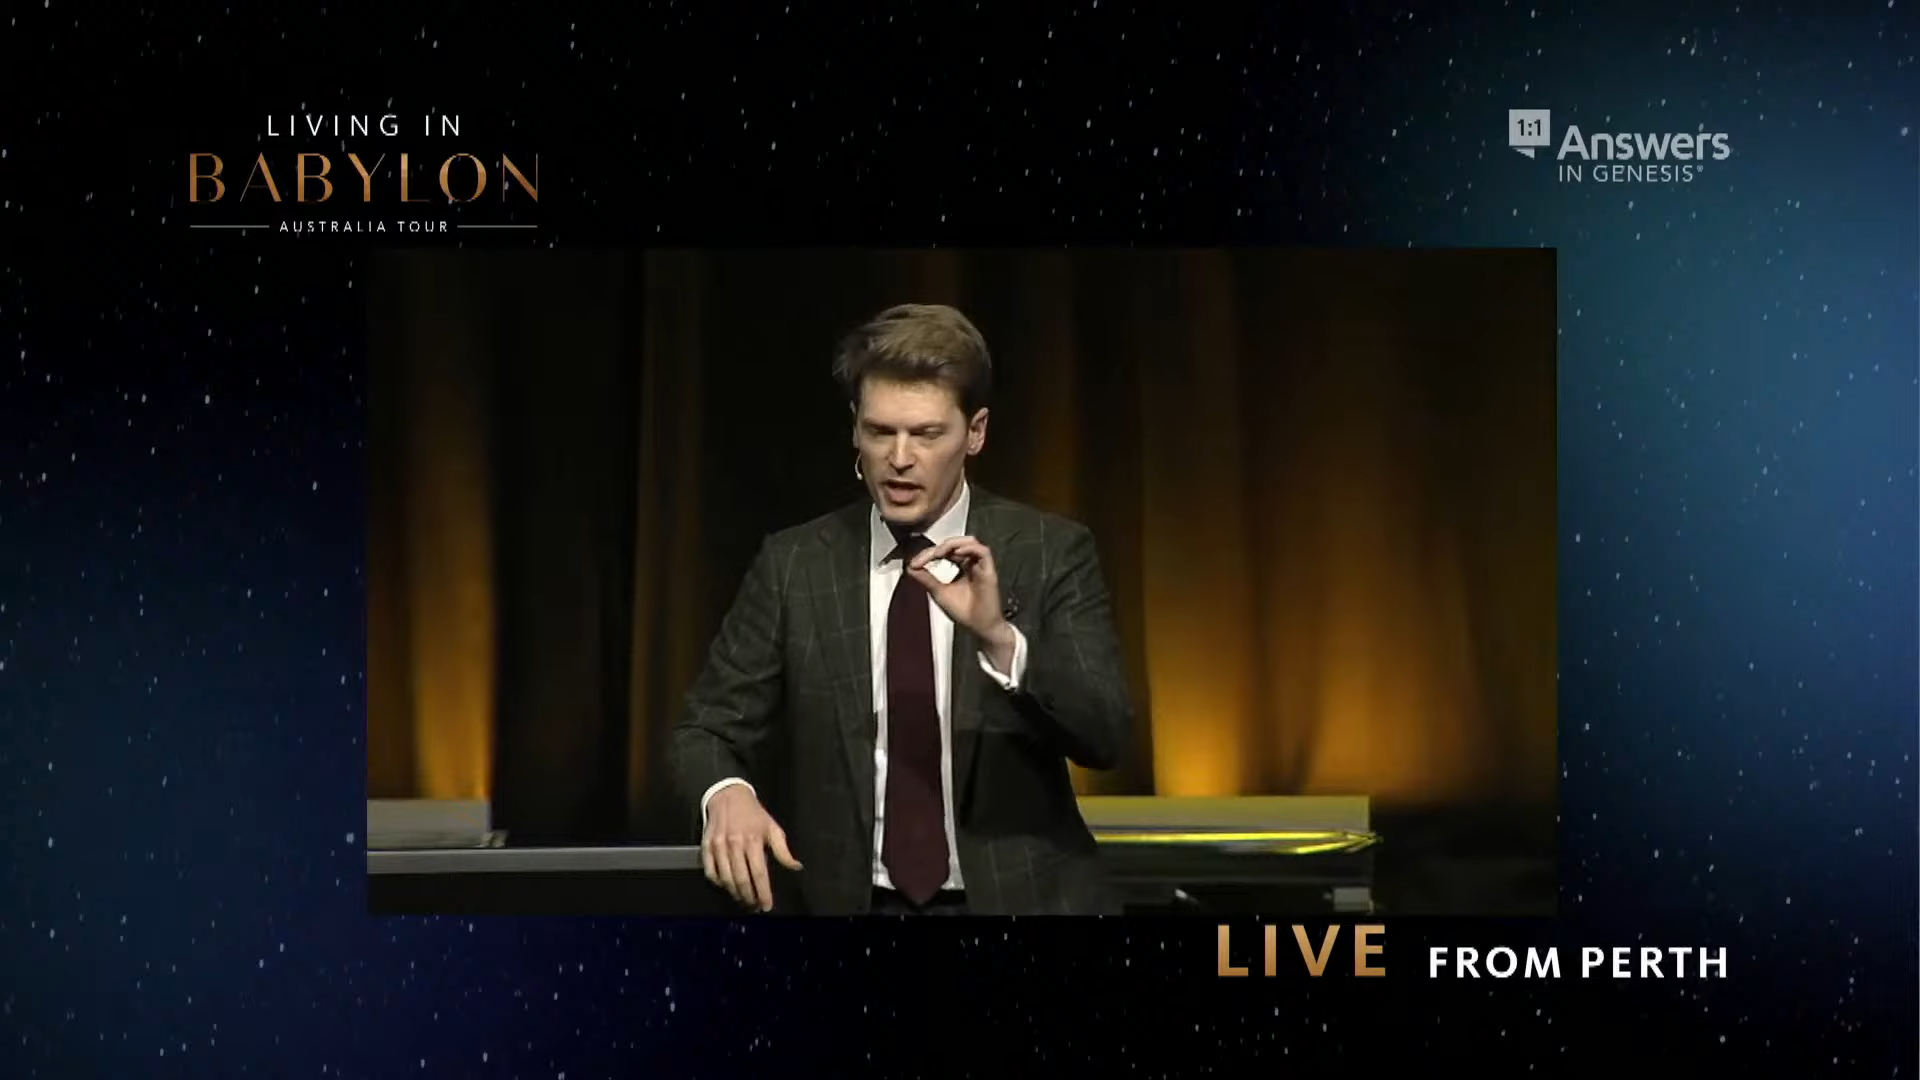 LIVING IN
BABYLON
AUSTRALIA TOUR
1:1
Answers
IN GENESIS®
LIVE FROM PERTH